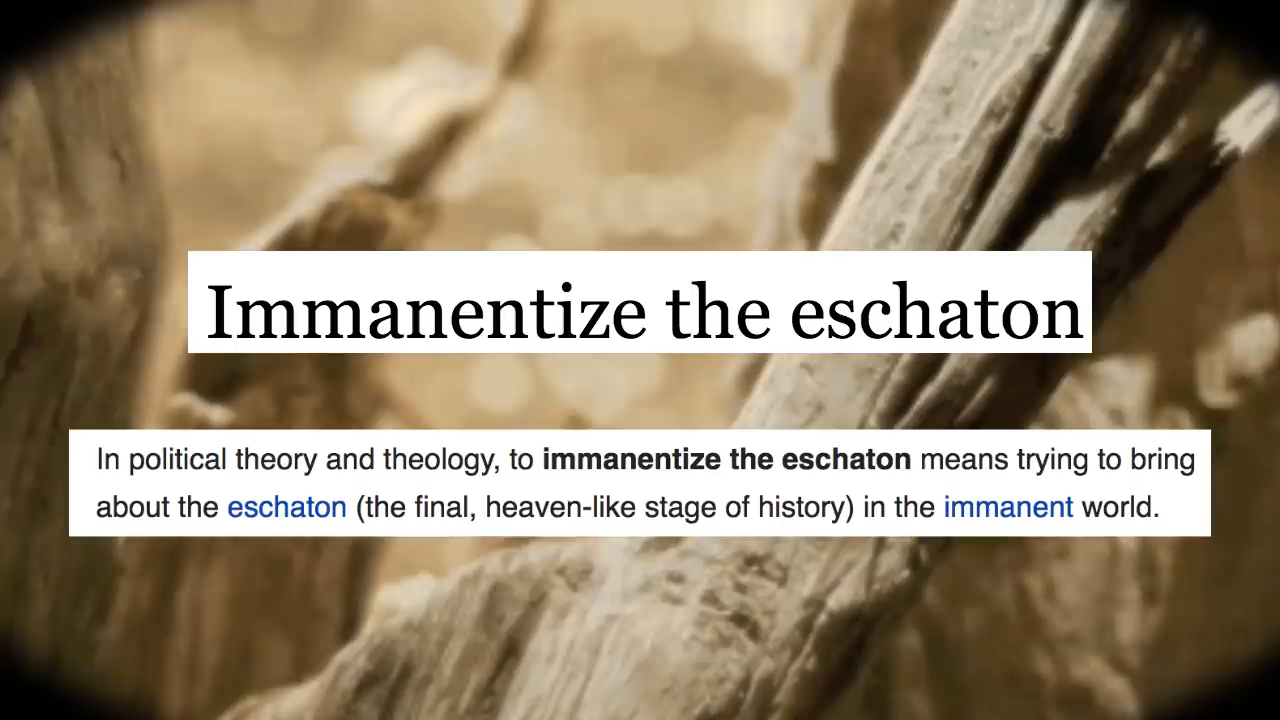 Immanentize the eschaton
In political theory and theology, to immanentize the eschaton means trying to bring
about the eschaton (the final, heaven-like stage of history) in the immanent world.